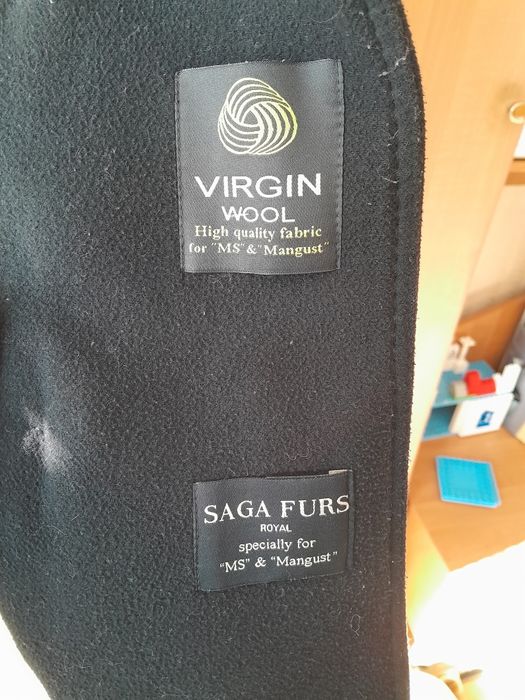 VIRGIN
WOOL
High quality fabric
for "MS" & "Mangust"
SAGA FURS
ROYAL
specially for
"MS" & "Mangust"